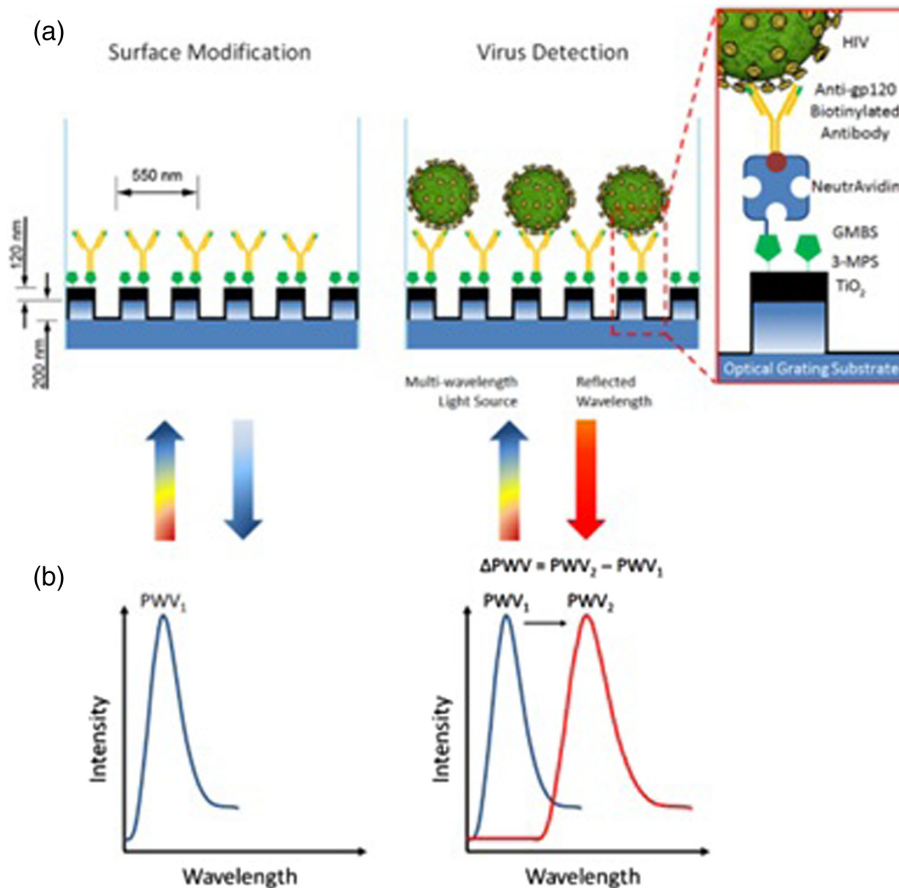 (a)
Surface Modification
Virus Detection
HIV
Anti-gp120
Biotinylated
Antibody
NeutrAvidin
GMBS
3-MPS
TiO₂
Optical Grating Substrate
550 nm
120 nm
200 nm
Multi-wavelength
Light Source
Reflected
Wavelength
(b)
ΔPWV = PWV₂ – PWV₁
PWV₁
PWV₁
PWV₂
Intensity
Wavelength
Intensity
Wavelength